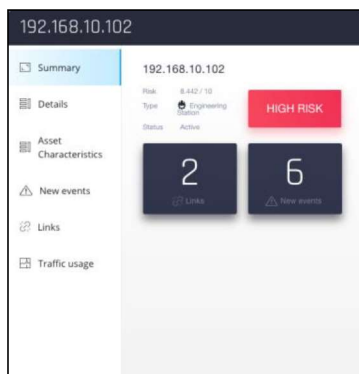 192.168.10.102
Summary
Details
Asset
Characteristics
New events
Links
Traffic usage
192.168.10.102
Risk 8.442 / 10
Type Engineering
Station
Status Active
HIGH RISK
2
Links
6
New events